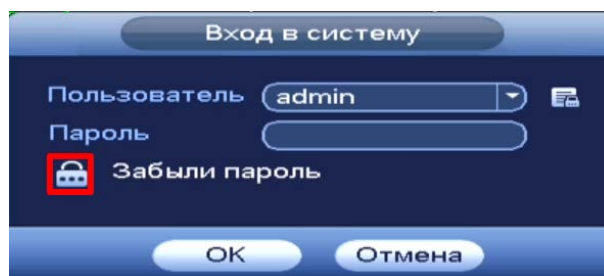 Вход в систему
Пользователь admin
Пароль
Забыли пароль
OK Отмена